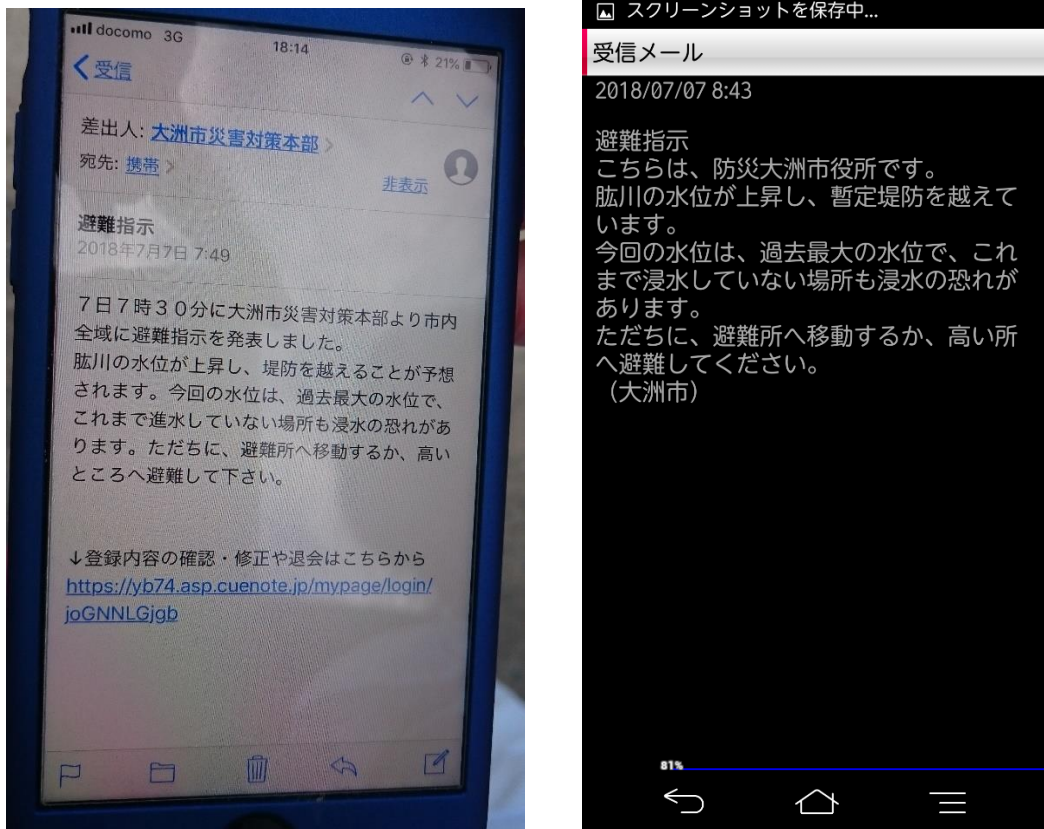 docomo 3G
18:14
21%
受信
差出人: 大洲市災害対策本部
宛先: 携帯
非表示
避難指示
2018年7月7日 7:49
7日7時30分に大洲市災害対策本部より市内
全域に避難指示を発表しました。
肱川の水位が上昇し、堤防を越えることが予想
されます。今回の水位は、過去最大の水位で、
これまで進水していない場所も浸水の恐れがあ
ります。ただちに、避難所へ移動するか、高い
ところへ避難して下さい。
↓登録内容の確認・修正や退会はこちらから
https://yb74.asp.cuenote.jp/mypage/login/
joGNNLGjgb
スクリーンショットを保存中...
受信メール
2018/07/07 8:43
避難指示
こちらは、防災大洲市役所です。
肱川の水位が上昇し、暫定堤防を越えて
います。
今回の水位は、過去最大の水位で、これ
まで浸水していない場所も浸水の恐れが
あります。
ただちに、避難所へ移動するか、高い所
へ避難してください。
（大洲市）
81%